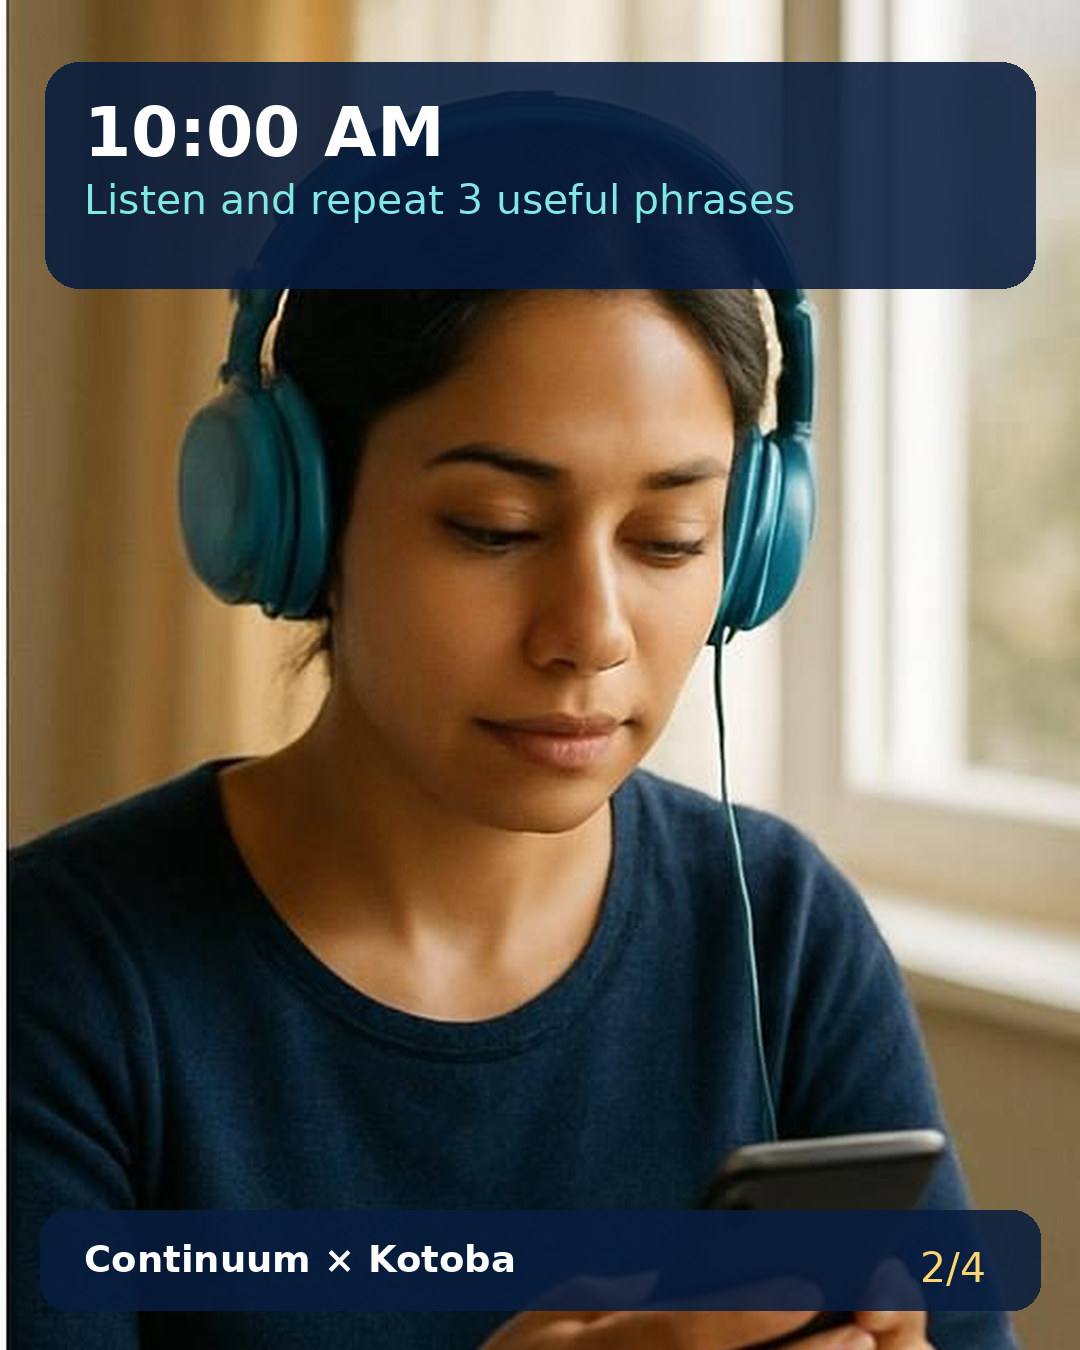 10:00 AM
Listen and repeat 3 useful phrases
Continuum × Kotoba
2/4